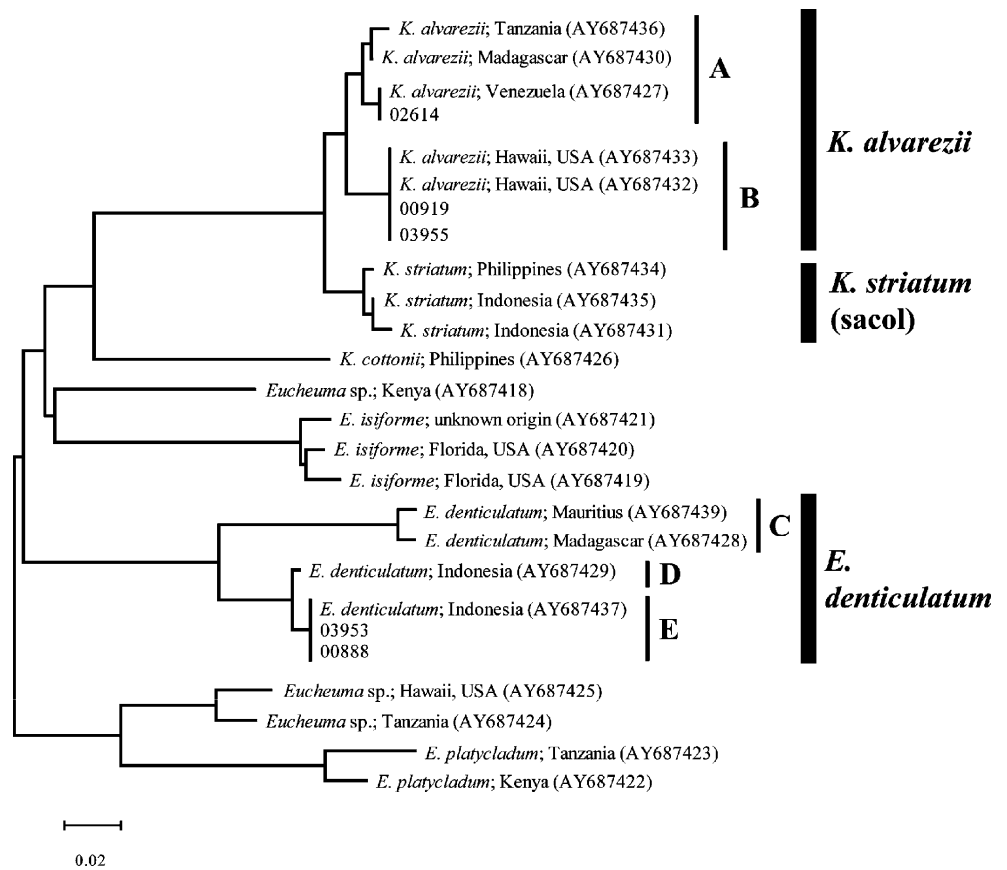 K. alvarezii; Tanzania (AY687436)
K. alvarezii; Madagascar (AY687430)
K. alvarezii; Venezuela (AY687427)
02614
A
K. alvarezii; Hawaii, USA (AY687433)
K. alvarezii; Hawaii, USA (AY687432)
00919
03955
B
K. alvarezii
K. striatum; Philippines (AY687434)
K. striatum; Indonesia (AY687435)
K. striatum; Indonesia (AY687431)
K. striatum
(sacol)
K. cottonii; Philippines (AY687426)
Eucheuma sp.; Kenya (AY687418)
E. isiforme; unknown origin (AY687421)
E. isiforme; Florida, USA (AY687420)
E. isiforme; Florida, USA (AY687419)
E. denticulatum; Mauritius (AY687439)
E. denticulatum; Madagascar (AY687428)
C
E. denticulatum; Indonesia (AY687429)
D
E. denticulatum; Indonesia (AY687437)
03953
00888
E
E.
denticulatum
Eucheuma sp.; Hawaii, USA (AY687425)
Eucheuma sp.; Tanzania (AY687424)
E. platycladum; Tanzania (AY687423)
E. platycladum; Kenya (AY687422)
0.02